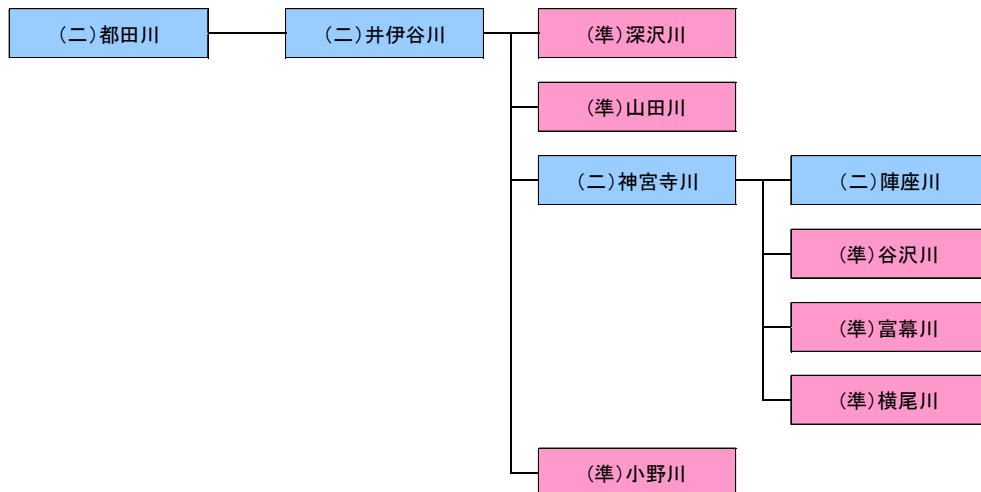 (二)都田川
(二)井伊谷川
(準)深沢川
(準)山田川
(二)神宮寺川
(二)陣座川
(準)谷沢川
(準)富幕川
(準)横尾川
(準)小野川